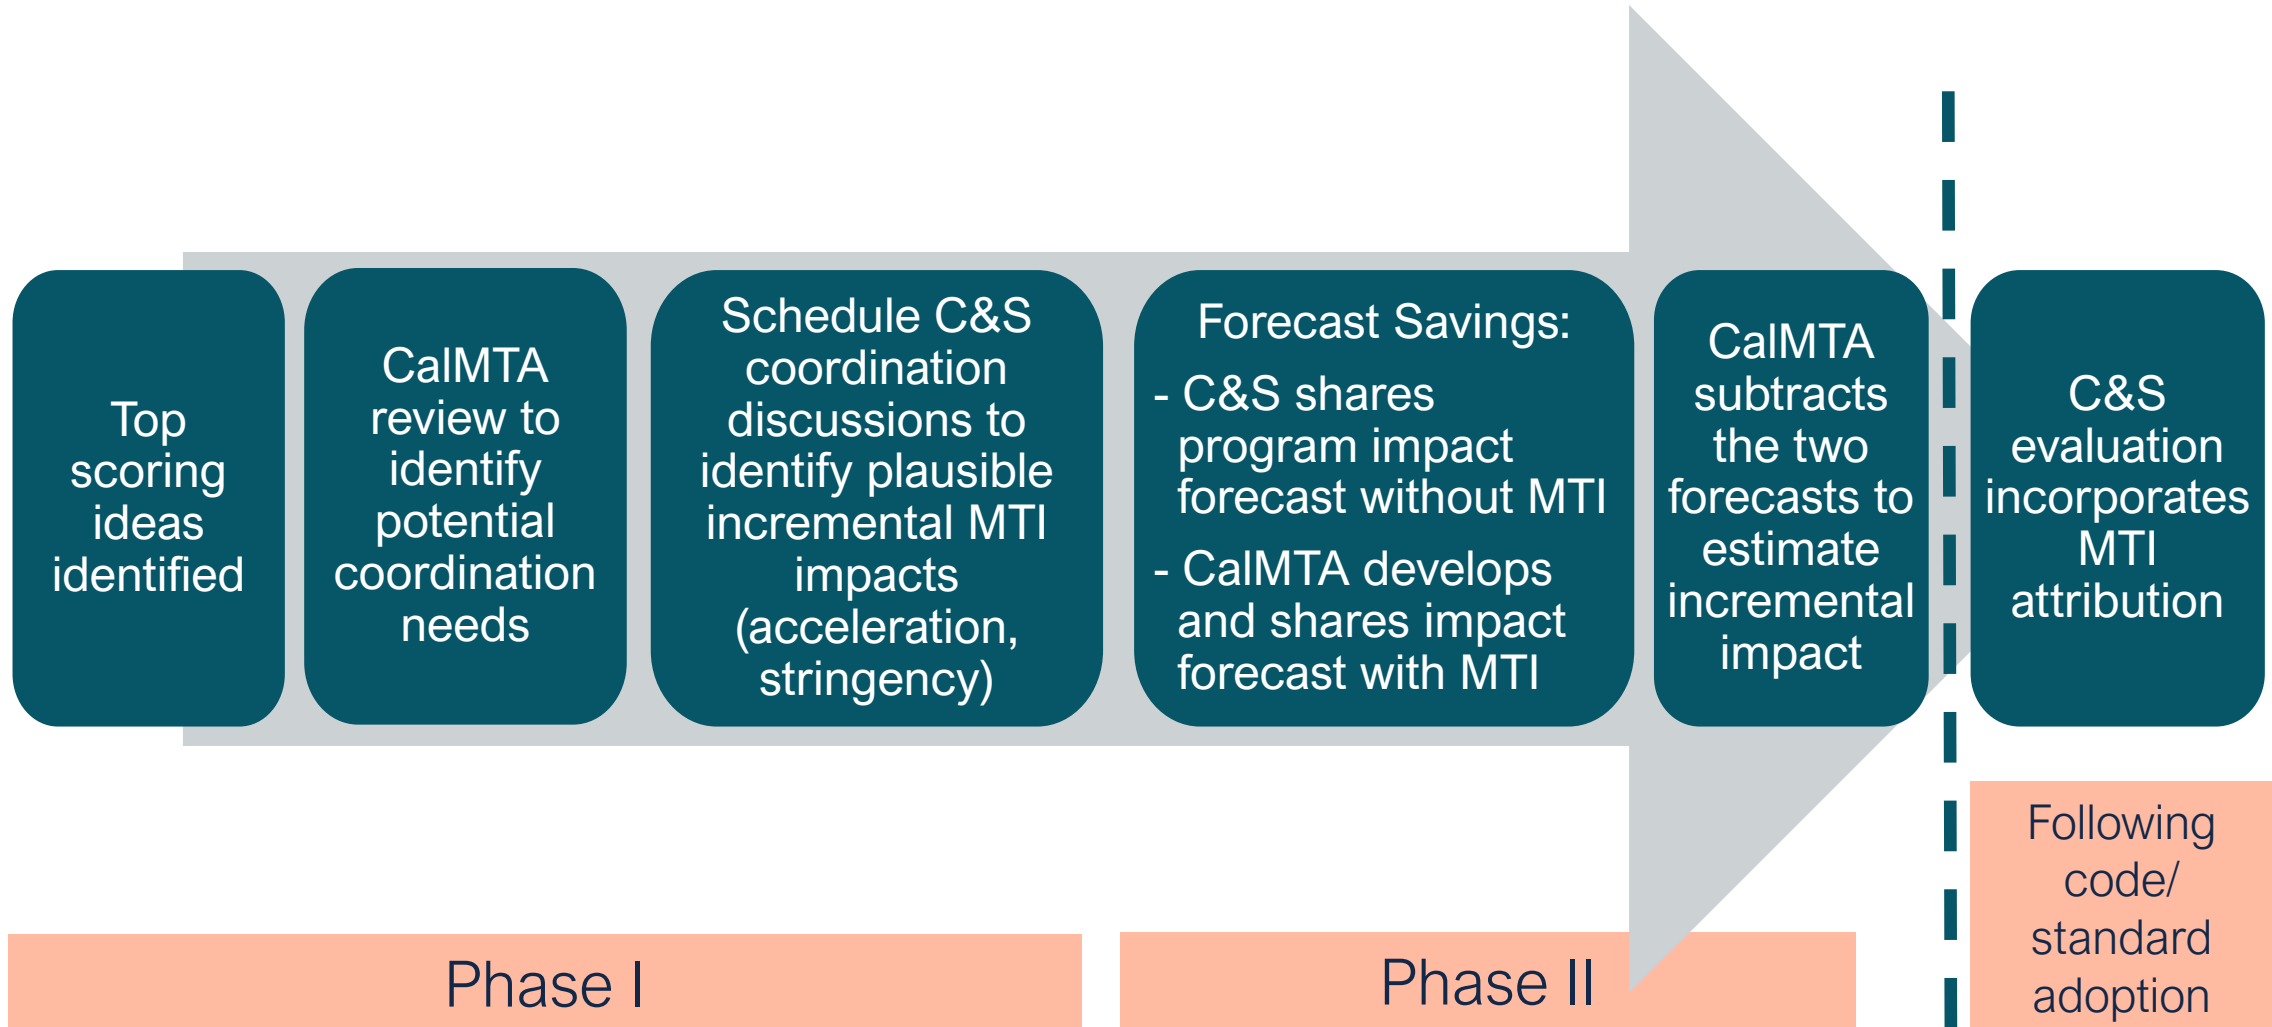 Top
scoring
ideas
identified
CalMTA
review to
identify
potential
coordination
needs
Schedule C&S
coordination
discussions to
identify plausible
incremental MTI
impacts
(acceleration,
stringency)
Forecast Savings:
- C&S shares
program impact
forecast without MTI
- CalMTA develops
and shares impact
forecast with MTI
CalMTA
subtracts
the two
forecasts to
estimate
incremental
impact
C&S
evaluation
incorporates
MTI
attribution
Phase I
Phase II
Following
code/
standard
adoption